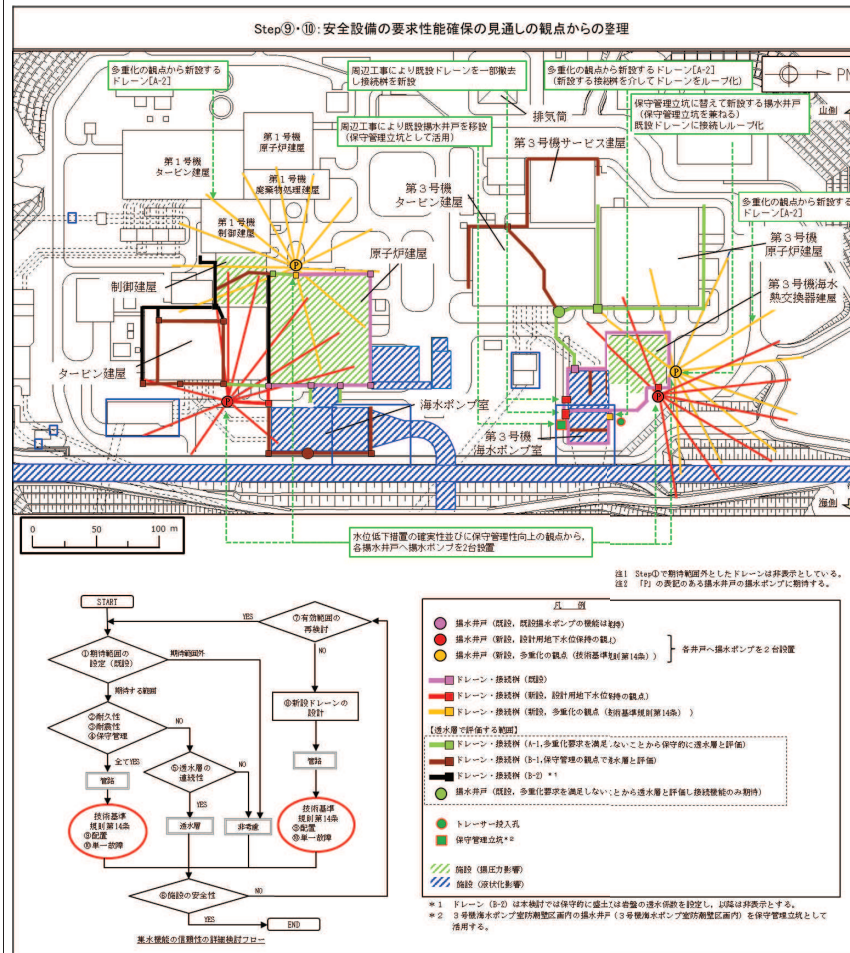 Step⑨・⑩：安全設備の要求性能確保の見通しの観点からの整理
多重化の観点から新設する
ドレーン[A-2]
周辺工事により既設ドレーンを一部撤去
し接続桝を新設
多重化の観点から新設するドレーン[A-2]
（新設する接続桝を介してドレーンをループ化）
PN
山側
保守管理立坑に替えて新設する揚水井戸
（保守管理立坑を兼ねる）
既設ドレーンに接続しループ化
周辺工事により既設揚水井戸を移設
（保守管理立坑として活用）
排気筒
第3号機サービス建屋
第1号機
原子炉建屋
第1号機
タービン建屋
第1号機
廃棄物処理建屋
第3号機
タービン建屋
多重化の観点から新設する
ドレーン[A-2]
第1号機
制御建屋
原子炉建屋
第3号機
原子炉建屋
第3号機海水
熱交換器建屋
制御建屋
タービン建屋
海水ポンプ室
第3号機
海水ポンプ室
海側
0 50 100 m
水位低下措置の確実性並びに保守管理性向上の観点から，
各揚水井戸へ揚水ポンプを2台設置
注1 Step①で期待範囲外としたドレーンは非表示としている。
注2 「P」の表記のある揚水井戸の揚水ポンプに期待する。
START
YES
⑦有効範囲の
再検討
①期待範囲の
設定（既設）
期待範囲外
NO
期待する範囲
⑧新設ドレーンの
設計
②耐久性
③耐震性
④保守管理
NO
全てYES
⑤透水層の
連続性
NO
管路
YES
管路
技術基準
規則第14条
⑨配置
⑩単一故障
透水層
非考慮
技術基準
規則第14条
⑨配置
⑩単一故障
⑥施設の安全性
NO
YES
END
集水機能の信頼性の詳細検討フロー
凡 例
揚水井戸（既設，既設揚水ポンプの機能は維持）
揚水井戸（新設，設計用地下水位保持の観点）
揚水井戸（新設，多重化の観点（技術基準規則第14条））
各井戸へ揚水ポンプを2台設置
ドレーン・接続桝（既設）
ドレーン・接続桝（新設，設計用地下水位保持の観点）
ドレーン・接続桝（新設，多重化の観点（技術基準規則第14条））
【透水層で評価する範囲】
ドレーン・接続桝（A-1，多重化要求を満足しないことから保守的に透水層と評価）
ドレーン・接続桝（B-1，保守管理の観点で透水層と評価）
ドレーン・接続桝（B-2）＊1
揚水井戸（既設，多重化要求を満足しないことから透水層と評価し接続機能のみ期待）
トレーサー投入孔
保守管理立坑＊2
施設（揚圧力影響）
施設（液状化影響）
＊1 ドレーン（B-2）は本検討では保守的に盛土又は岩盤の透水係数を設定し，以降は非表示とする。
＊2 3号機海水ポンプ室防潮壁区画内の揚水井戸（3号機海水ポンプ室防潮壁区画内）を保守管理立坑として
活用する。